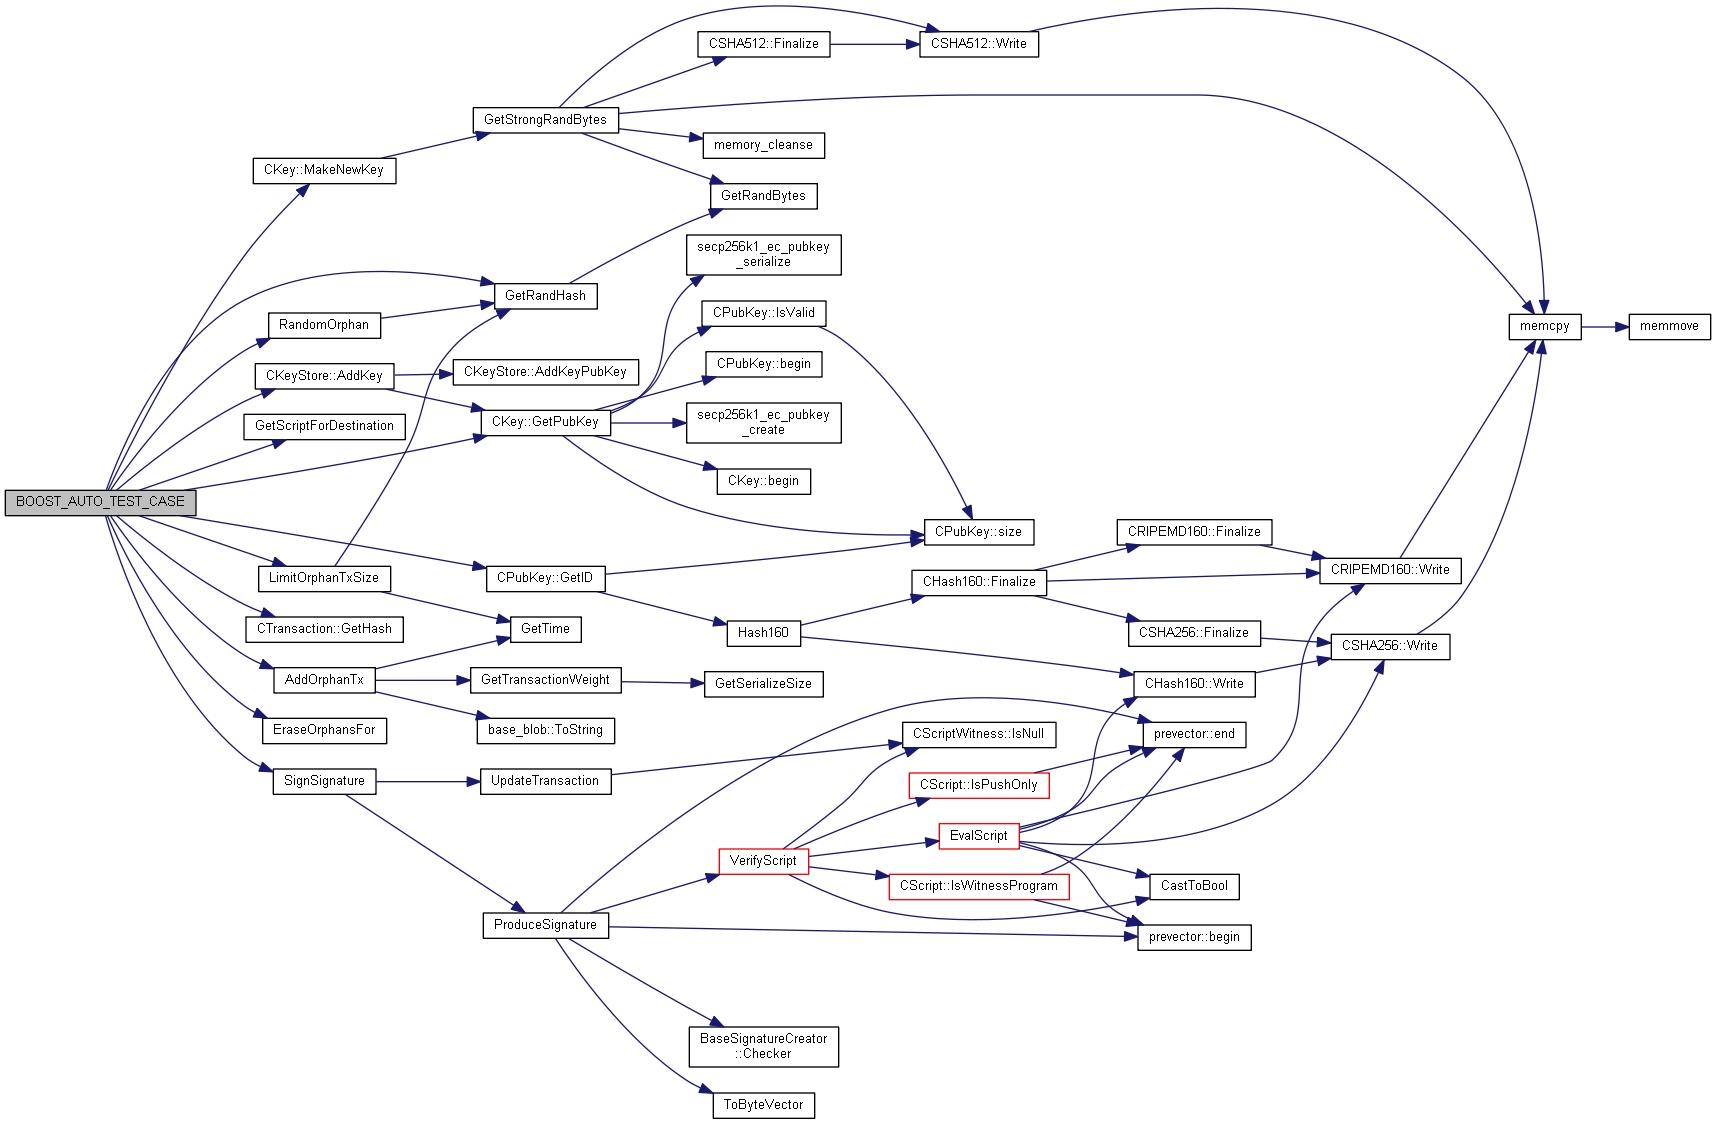 CSHA512::Finalize
CSHA512::Write
GetStrongRandBytes
memory_cleanse
CKey::MakeNewKey
GetRandBytes
secp256k1_ec_pubkey
_serialize
GetRandHash
CPubKey::IsValid
RandomOrphan
memcpy
memmove
CPubKey::begin
CKeyStore::AddKey
CKeyStore::AddKeyPubKey
secp256k1_ec_pubkey
_create
GetScriptForDestination
CKey::GetPubKey
CKey::begin
BOOST_AUTO_TEST_CASE
CPubKey::size
CRIPEMD160::Finalize
LimitOrphanTxSize
CPubKey::GetID
CHash160::Finalize
CRIPEMD160::Write
CTransaction::GetHash
GetTime
Hash160
CSHA256::Finalize
CSHA256::Write
AddOrphanTx
GetTransactionWeight
GetSerializeSize
CHash160::Write
EraseOrphansFor
base_blob::ToString
CScriptWitness::IsNull
prevector::end
SignSignature
UpdateTransaction
CScript::IsPushOnly
EvalScript
VerifyScript
CScript::IsWitnessProgram
CastToBool
ProduceSignature
prevector::begin
BaseSignatureCreator
::Checker
ToByteVector